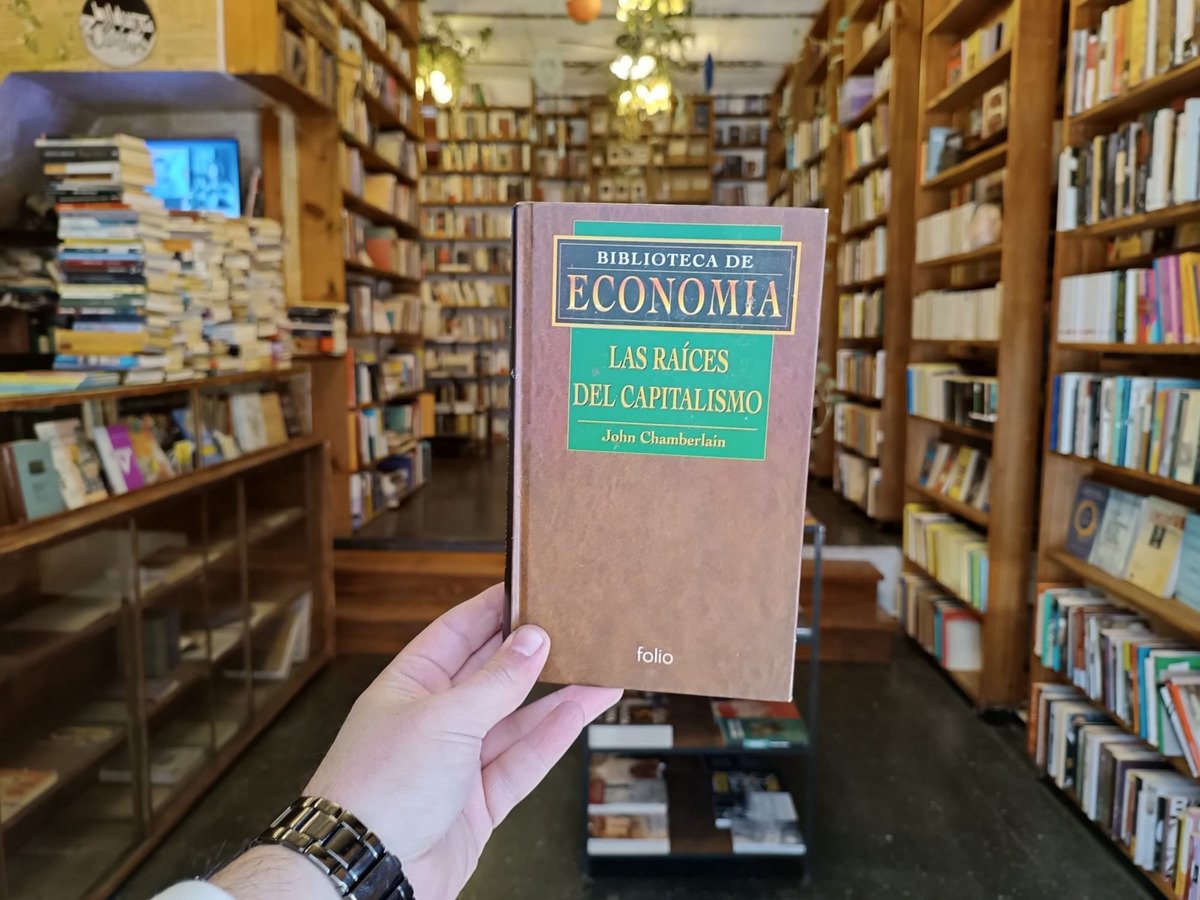 BIBLIOTECA DE
ECONOMIA
LAS RAÍCES
DEL CAPITALISMO
John Chamberlain
folio